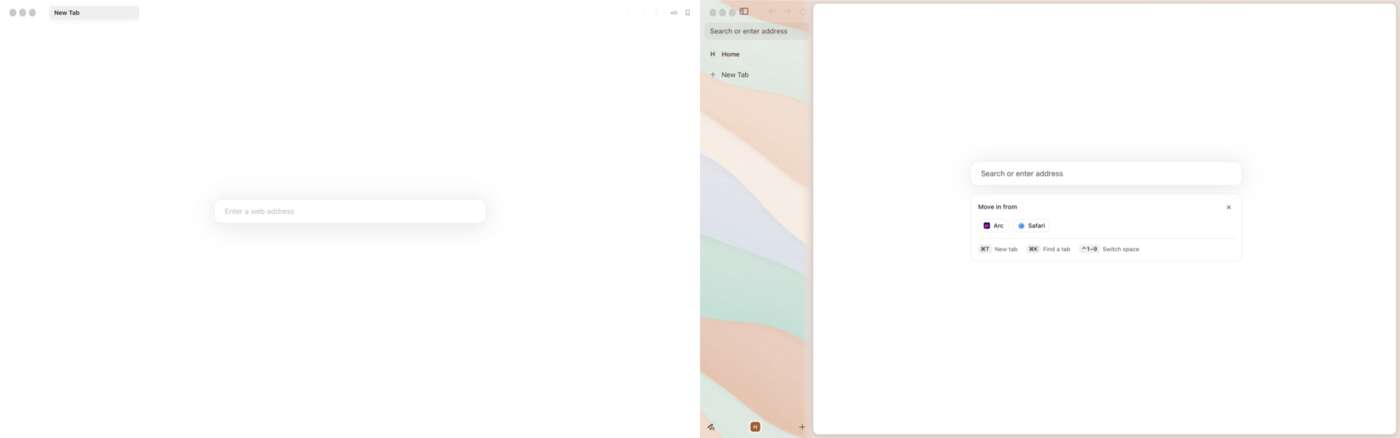 New Tab
Enter a web address
Search or enter address
H Home
+ New Tab
Search or enter address
Move in from
Arc Safari
⌘T New tab ⌘K Find a tab ^1-9 Switch space